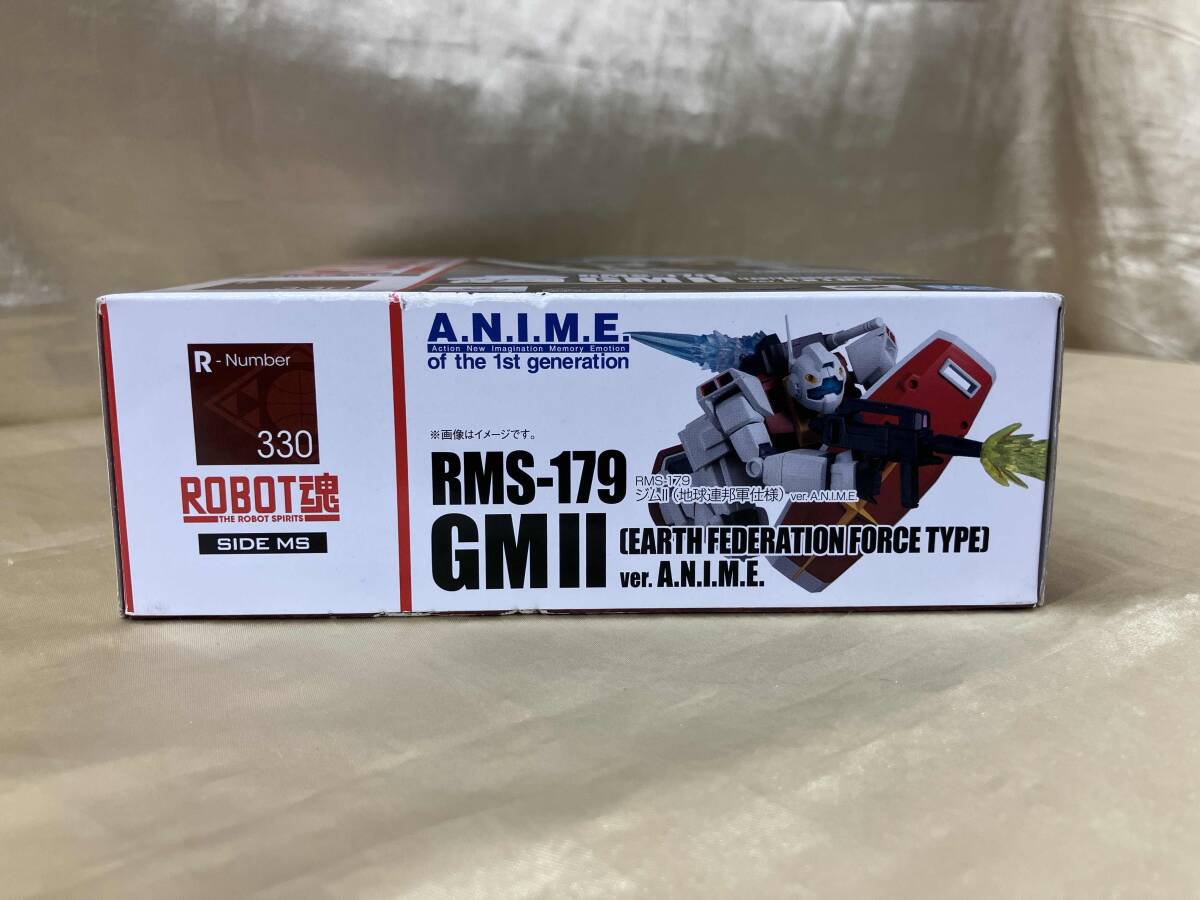 R - Number
330
ROBOT魂
THE ROBOT SPIRITS
SIDE MS
A.N.I.M.E.
Action New Imagination Memory Emotion
of the 1st generation
※画像はイメージです。
RMS-179
RMS-179
ジムII(地球連邦軍仕様) ver. A.N.I.M.E.
GM II
(EARTH FEDERATION FORCE TYPE)
ver. A.N.I.M.E.